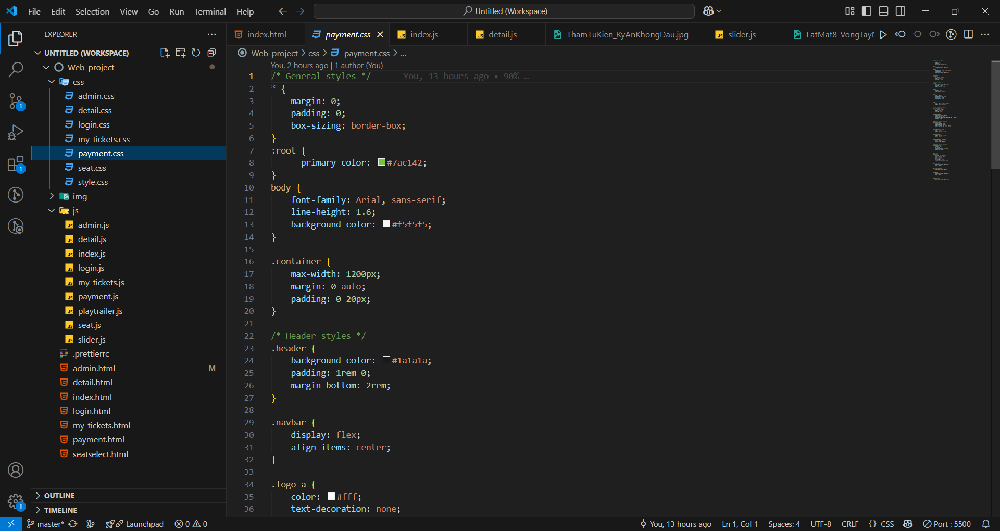 File Edit Selection View Go Run Terminal Help
Untitled (Workspace)
EXPLORER
UNTITLED (WORKSPACE)
Web_project
css
admin.css
detail.css
login.css
my-tickets.css
payment.css
seat.css
style.css
img
js
admin.js
detail.js
index.js
login.js
my-tickets.js
payment.js
playtrailer.js
seat.js
slider.js
.prettierrc
admin.html M
detail.html
index.html
login.html
my-tickets.html
payment.html
seatselect.html
OUTLINE
TIMELINE
1
1
1
index.html payment.css index.js detail.js ThamTuKien_KyAnKhongDau.jpg slider.js LatMat8-VongTayN
Web_project > css > payment.css > ...
You, 2 hours ago | 1 author (You)
1 /* General styles */ You, 13 hours ago • 90% …
2 * {
3 margin: 0;
4 padding: 0;
5 box-sizing: border-box;
6 }
7 :root {
8 --primary-color: #7ac142;
9 }
10 body {
11 font-family: Arial, sans-serif;
12 line-height: 1.6;
13 background-color: #f5f5f5;
14 }
15
16 .container {
17 max-width: 1200px;
18 margin: 0 auto;
19 padding: 0 20px;
20 }
21
22 /* Header styles */
23 .header {
24 background-color: #1a1a1a;
25 padding: 1rem 0;
26 margin-bottom: 2rem;
27 }
28
29 .navbar {
30 display: flex;
31 align-items: center;
32 }
33
34 .logo a {
35 color: #fff;
36 text-decoration: none;
master* Launchpad 0 0 You, 13 hours ago Ln 1, Col 1 Spaces: 4 UTF-8 CRLF {} CSS Port : 5500